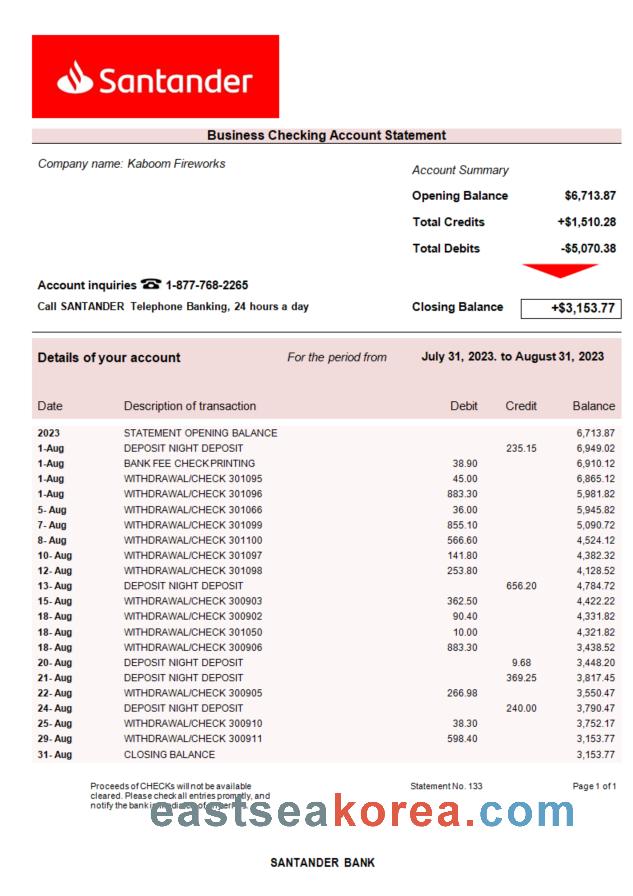 Santander
Business Checking Account Statement
Company name: Kaboom Fireworks
Account Summary
Opening Balance $6,713.87
Total Credits +$1,510.28
Total Debits -$5,070.38
Account inquiries ☎ 1-877-768-2265
Call SANTANDER Telephone Banking, 24 hours a day
Closing Balance +$3,153.77
Details of your account For the period from July 31, 2023. to August 31, 2023
Date Description of transaction Debit Credit Balance
2023 STATEMENT OPENING BALANCE 6,713.87
1-Aug DEPOSIT NIGHT DEPOSIT 235.15 6,949.02
1-Aug BANK FEE CHECK PRINTING 38.90 6,910.12
1-Aug WITHDRAWAL/CHECK 301095 45.00 6,865.12
1-Aug WITHDRAWAL/CHECK 301096 883.30 5,981.82
5- Aug WITHDRAWAL/CHECK 301066 36.00 5,945.82
7- Aug WITHDRAWAL/CHECK 301099 855.10 5,090.72
8- Aug WITHDRAWAL/CHECK 301100 566.60 4,524.12
10- Aug WITHDRAWAL/CHECK 301097 141.80 4,382.32
12- Aug WITHDRAWAL/CHECK 301098 253.80 4,128.52
13- Aug DEPOSIT NIGHT DEPOSIT 656.20 4,784.72
15- Aug WITHDRAWAL/CHECK 300903 362.50 4,422.22
18- Aug WITHDRAWAL/CHECK 300902 90.40 4,331.82
18- Aug WITHDRAWAL/CHECK 301050 10.00 4,321.82
18- Aug WITHDRAWAL/CHECK 300906 883.30 3,438.52
20- Aug DEPOSIT NIGHT DEPOSIT 9.68 3,448.20
21- Aug DEPOSIT NIGHT DEPOSIT 369.25 3,817.45
22- Aug WITHDRAWAL/CHECK 300905 266.98 3,550.47
24- Aug DEPOSIT NIGHT DEPOSIT 240.00 3,790.47
25- Aug WITHDRAWAL/CHECK 300910 38.30 3,752.17
29- Aug WITHDRAWAL/CHECK 300911 598.40 3,153.77
31- Aug CLOSING BALANCE 3,153.77
Proceeds of CHECKs will not be available
cleared. Please check all entries promptly, and
notify the bank
Statement No. 133 Page 1 of 1
eastseakorea.com
SANTANDER BANK